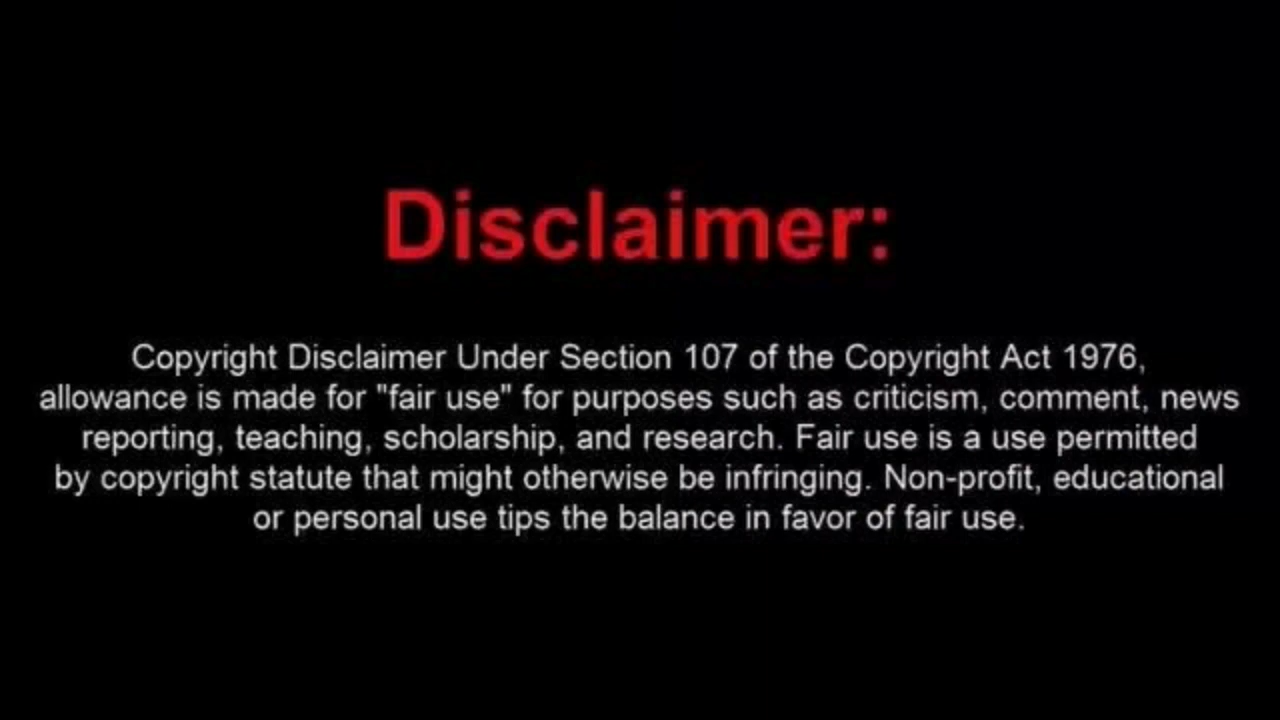 Disclaimer:
Copyright Disclaimer Under Section 107 of the Copyright Act 1976,
allowance is made for "fair use" for purposes such as criticism, comment, news
reporting, teaching, scholarship, and research. Fair use is a use permitted
by copyright statute that might otherwise be infringing. Non-profit, educational
or personal use tips the balance in favor of fair use.